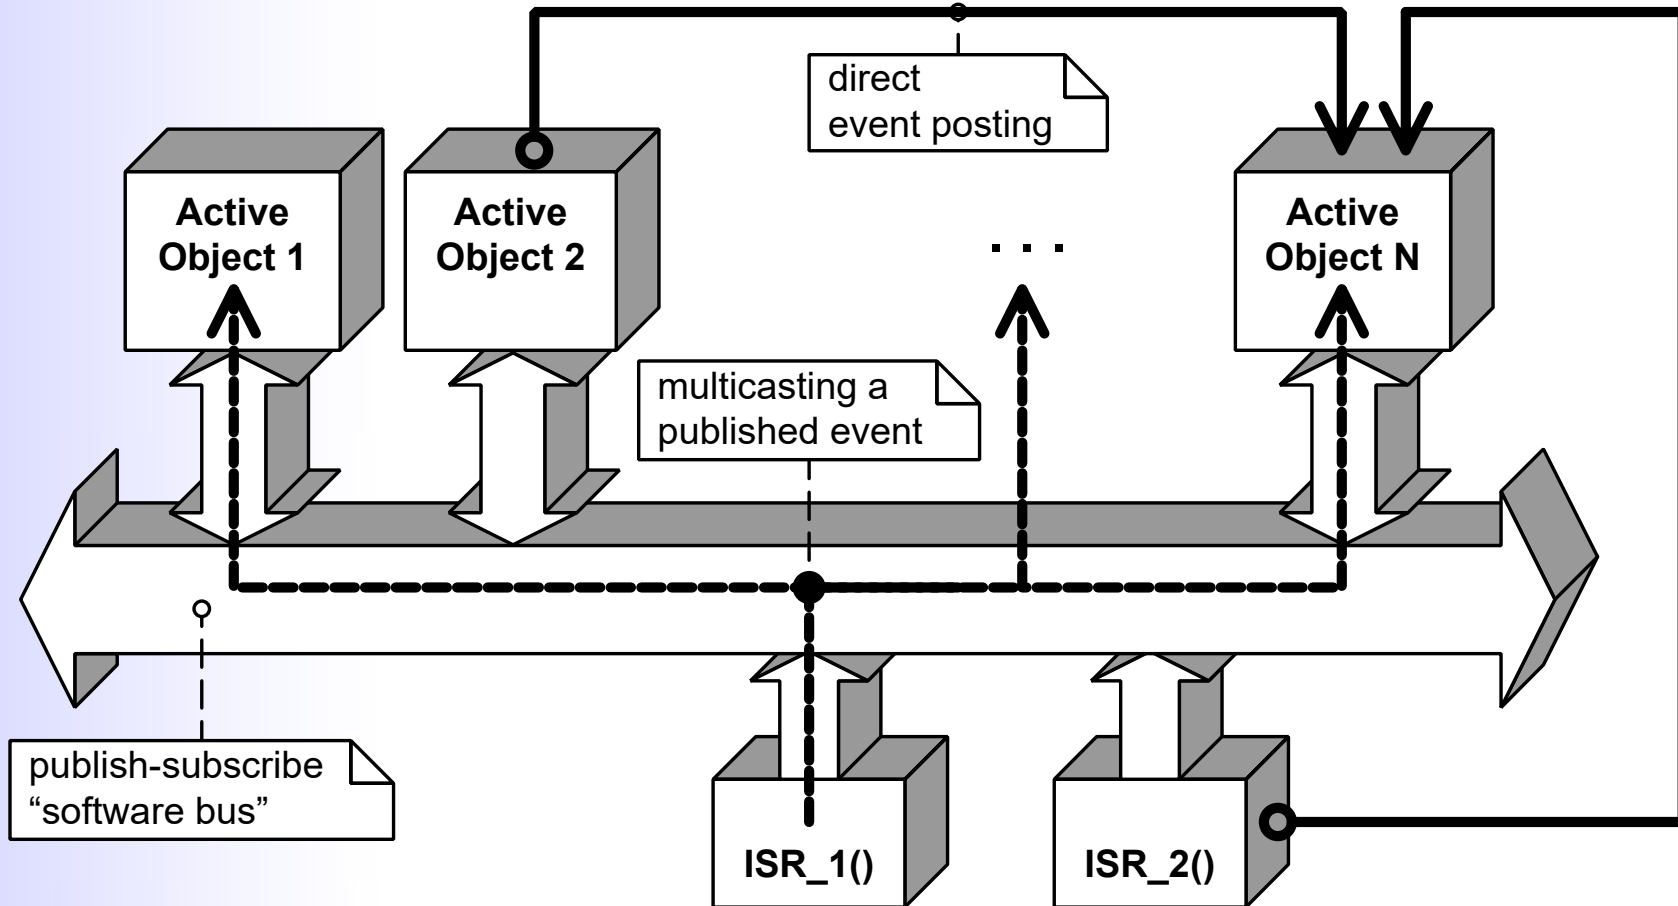 direct
event posting
Active
Object 1
Active
Object 2
. . .
Active
Object N
multicasting a
published event
publish-subscribe
“software bus”
ISR_1()
ISR_2()